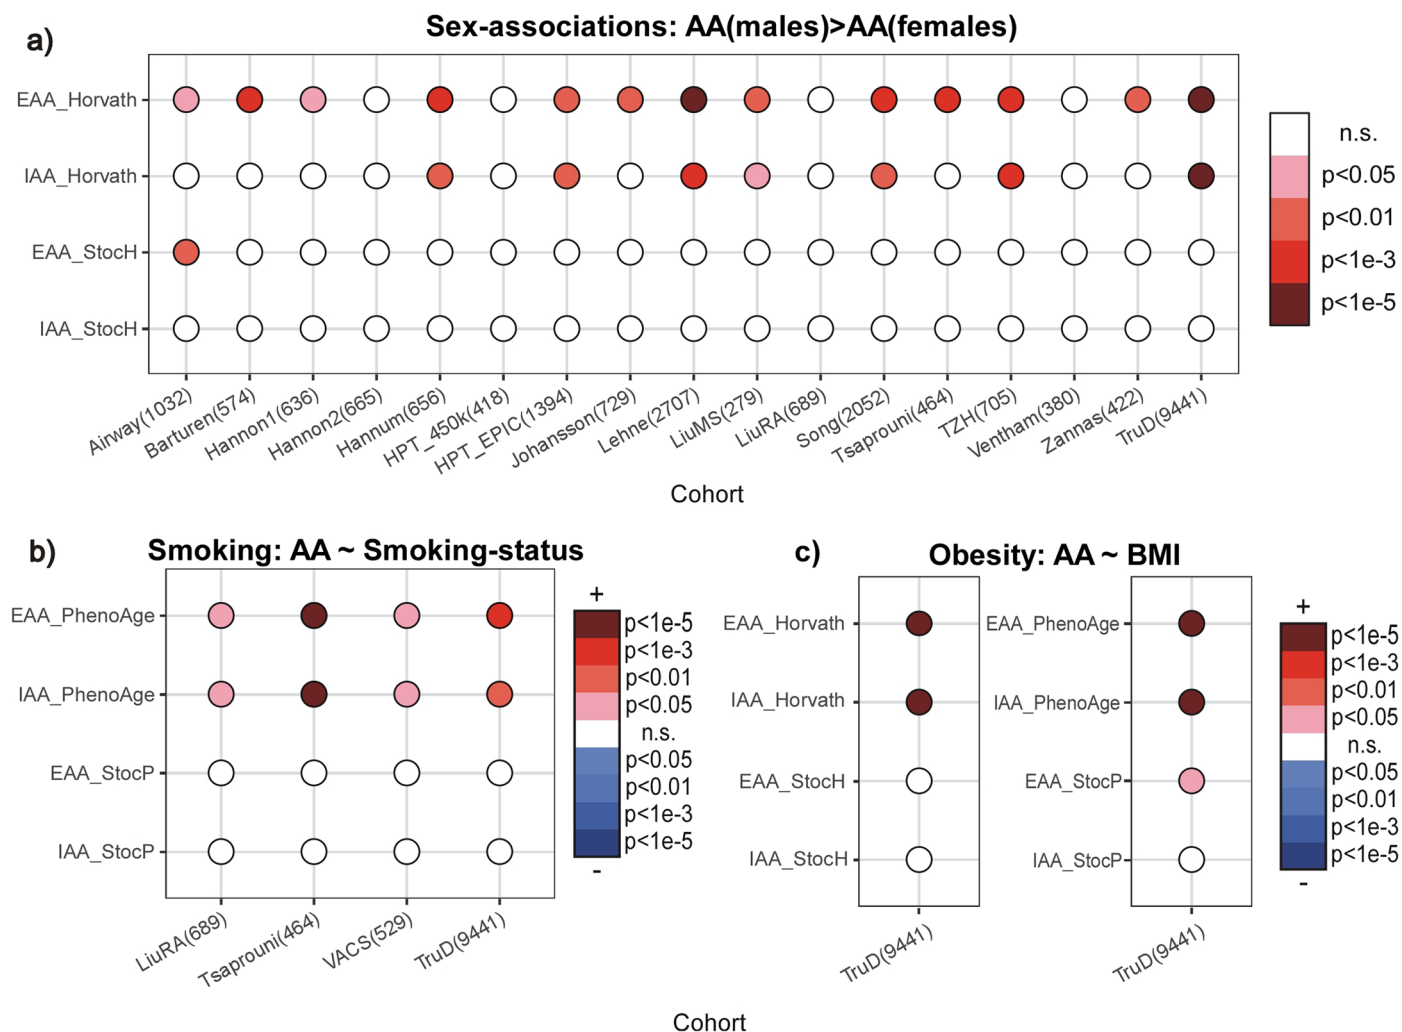 a)
Sex-associations: AA(males)>AA(females)
EAA_Horvath
IAA_Horvath
EAA_StocH
IAA_StocH
n.s.
p<0.05
p<0.01
p<1e-3
p<1e-5
Airway(1032)
Barturen(574)
Hannon1(636)
Hannon2(665)
Hannum(656)
HPT_450k(418)
HPT_EPIC(1394)
Johansson(729)
Lehne(2707)
LiuMS(279)
LiuRA(689)
Song(2052)
Tsaprouni(464)
TZH(705)
Ventham(380)
Zannas(422)
TruD(9441)
Cohort
b)
Smoking: AA ~ Smoking-status
EAA_PhenoAge
IAA_PhenoAge
EAA_StocP
IAA_StocP
+
p<1e-5
p<1e-3
p<0.01
p<0.05
n.s.
p<0.05
p<0.01
p<1e-3
p<1e-5
-
LiuRA(689)
Tsaprouni(464)
VACS(529)
TruD(9441)
c)
Obesity: AA ~ BMI
EAA_Horvath
IAA_Horvath
EAA_StocH
IAA_StocH
TruD(9441)
EAA_PhenoAge
IAA_PhenoAge
EAA_StocP
IAA_StocP
TruD(9441)
+
p<1e-5
p<1e-3
p<0.01
p<0.05
n.s.
p<0.05
p<0.01
p<1e-3
p<1e-5
-
Cohort